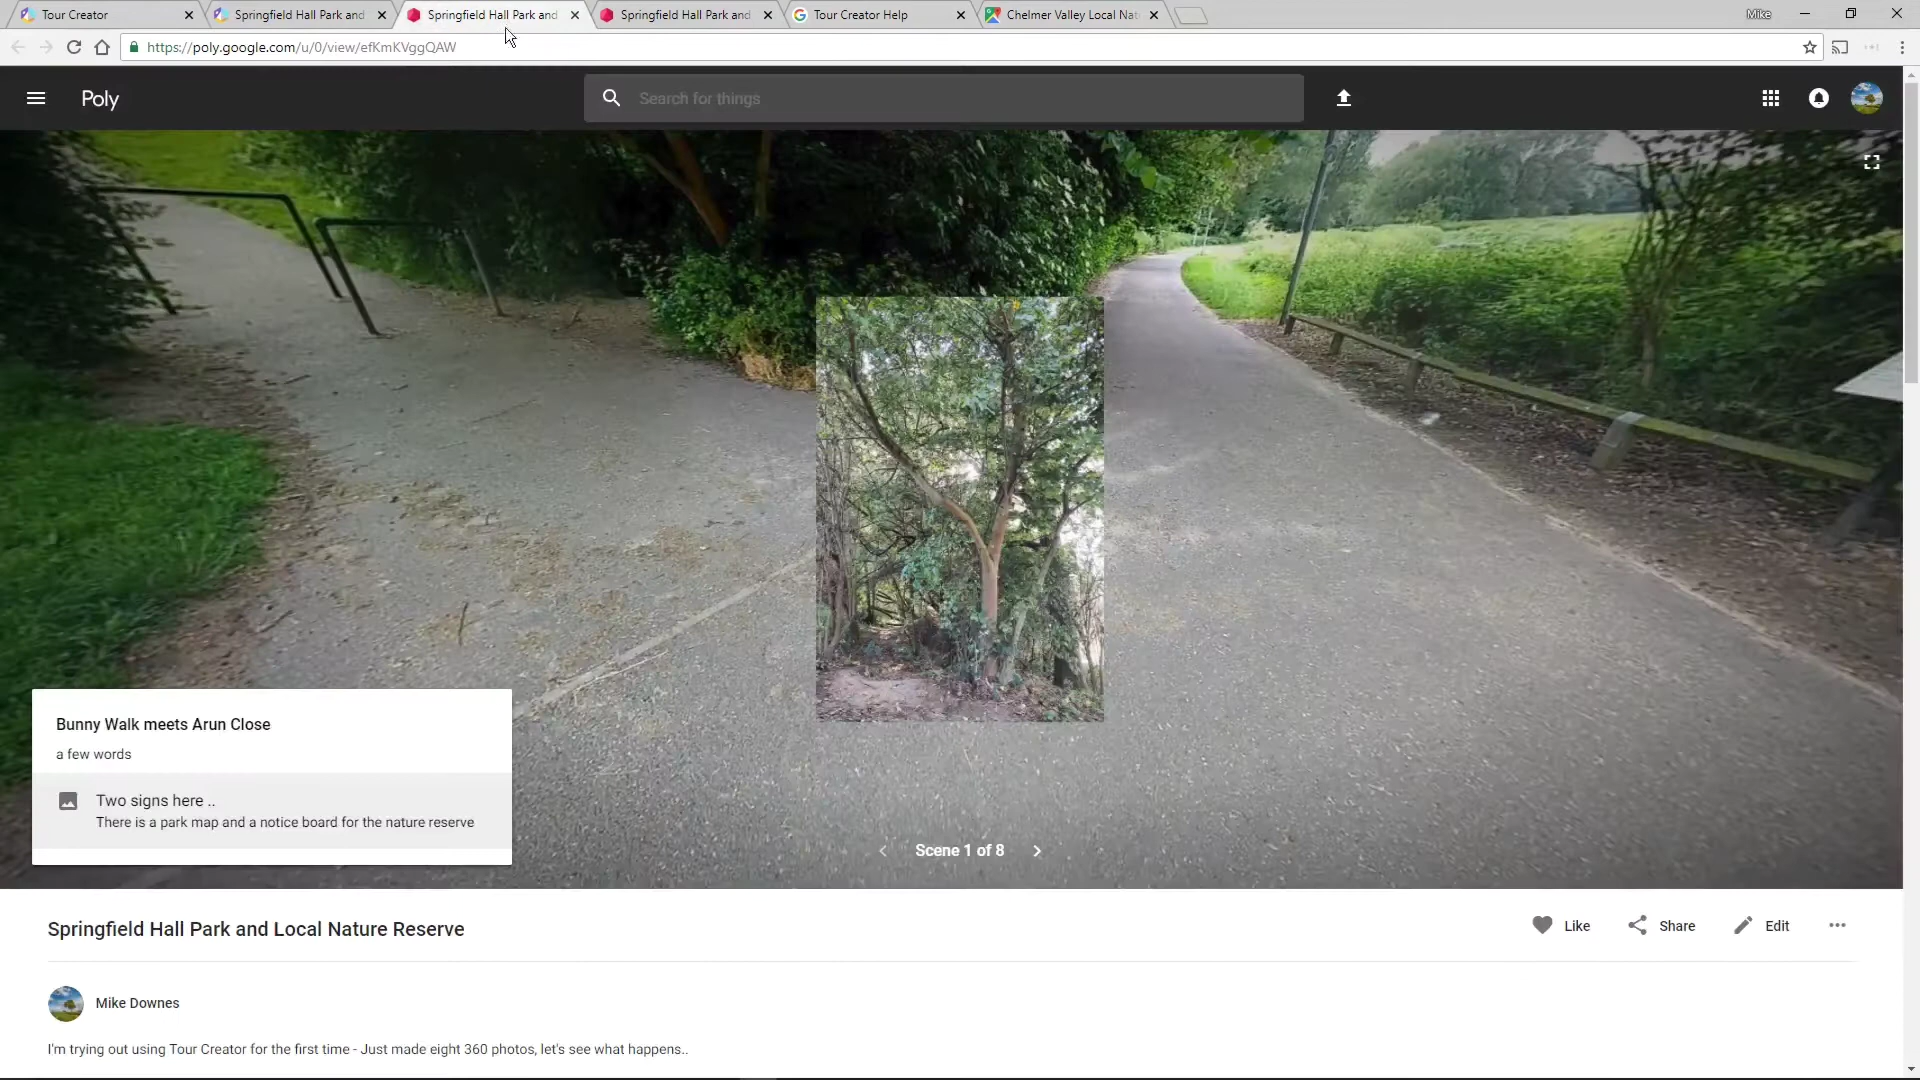 Tour Creator
Springfield Hall Park and
Springfield Hall Park and
Springfield Hall Park and
Tour Creator Help
Chelmer Valley Local Nat
Mike
https://poly.google.com/u/0/view/efKmKVggQAW
Poly
Search for things
Bunny Walk meets Arun Close
a few words
Two signs here ..
There is a park map and a notice board for the nature reserve
Scene 1 of 8
Springfield Hall Park and Local Nature Reserve
Like
Share
Edit
Mike Downes
I'm trying out using Tour Creator for the first time - Just made eight 360 photos, let's see what happens..